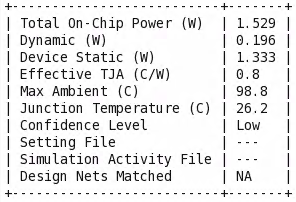 +--------------------------+-------+
| Total On-Chip Power (W)  | 1.529 |
| Dynamic (W)              | 0.196 |
| Device Static (W)        | 1.333 |
| Effective TJA (C/W)      | 0.8   |
| Max Ambient (C)          | 98.8  |
| Junction Temperature (C) | 26.2  |
| Confidence Level         | Low   |
| Setting File             | ---   |
| Simulation Activity File | ---   |
| Design Nets Matched      | NA    |
+--------------------------+-------+